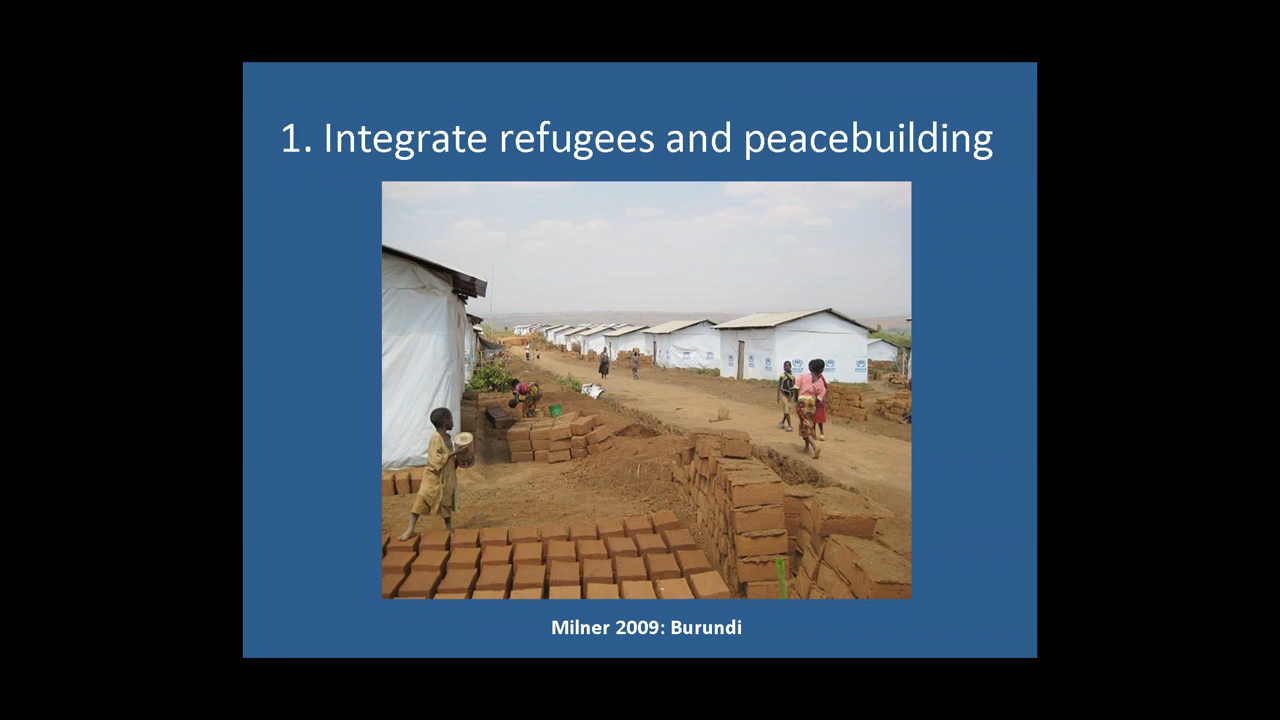 1. Integrate refugees and peacebuilding
Milner 2009: Burundi